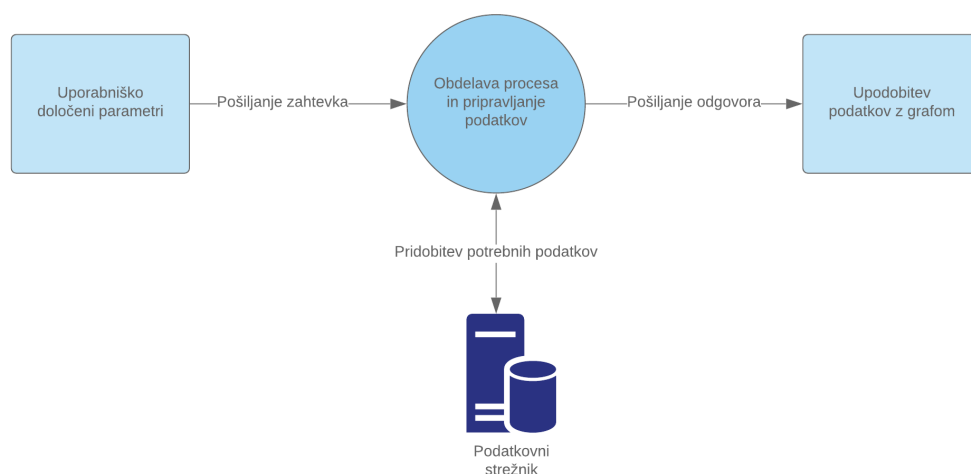 Uporabniško
določeni parametri
Pošiljanje zahtevka
Obdelava procesa
in pripravljanje
podatkov
Pošiljanje odgovora
Upodobitev
podatkov z grafom
Pridobitev potrebnih podatkov
Podatkovni
strežnik